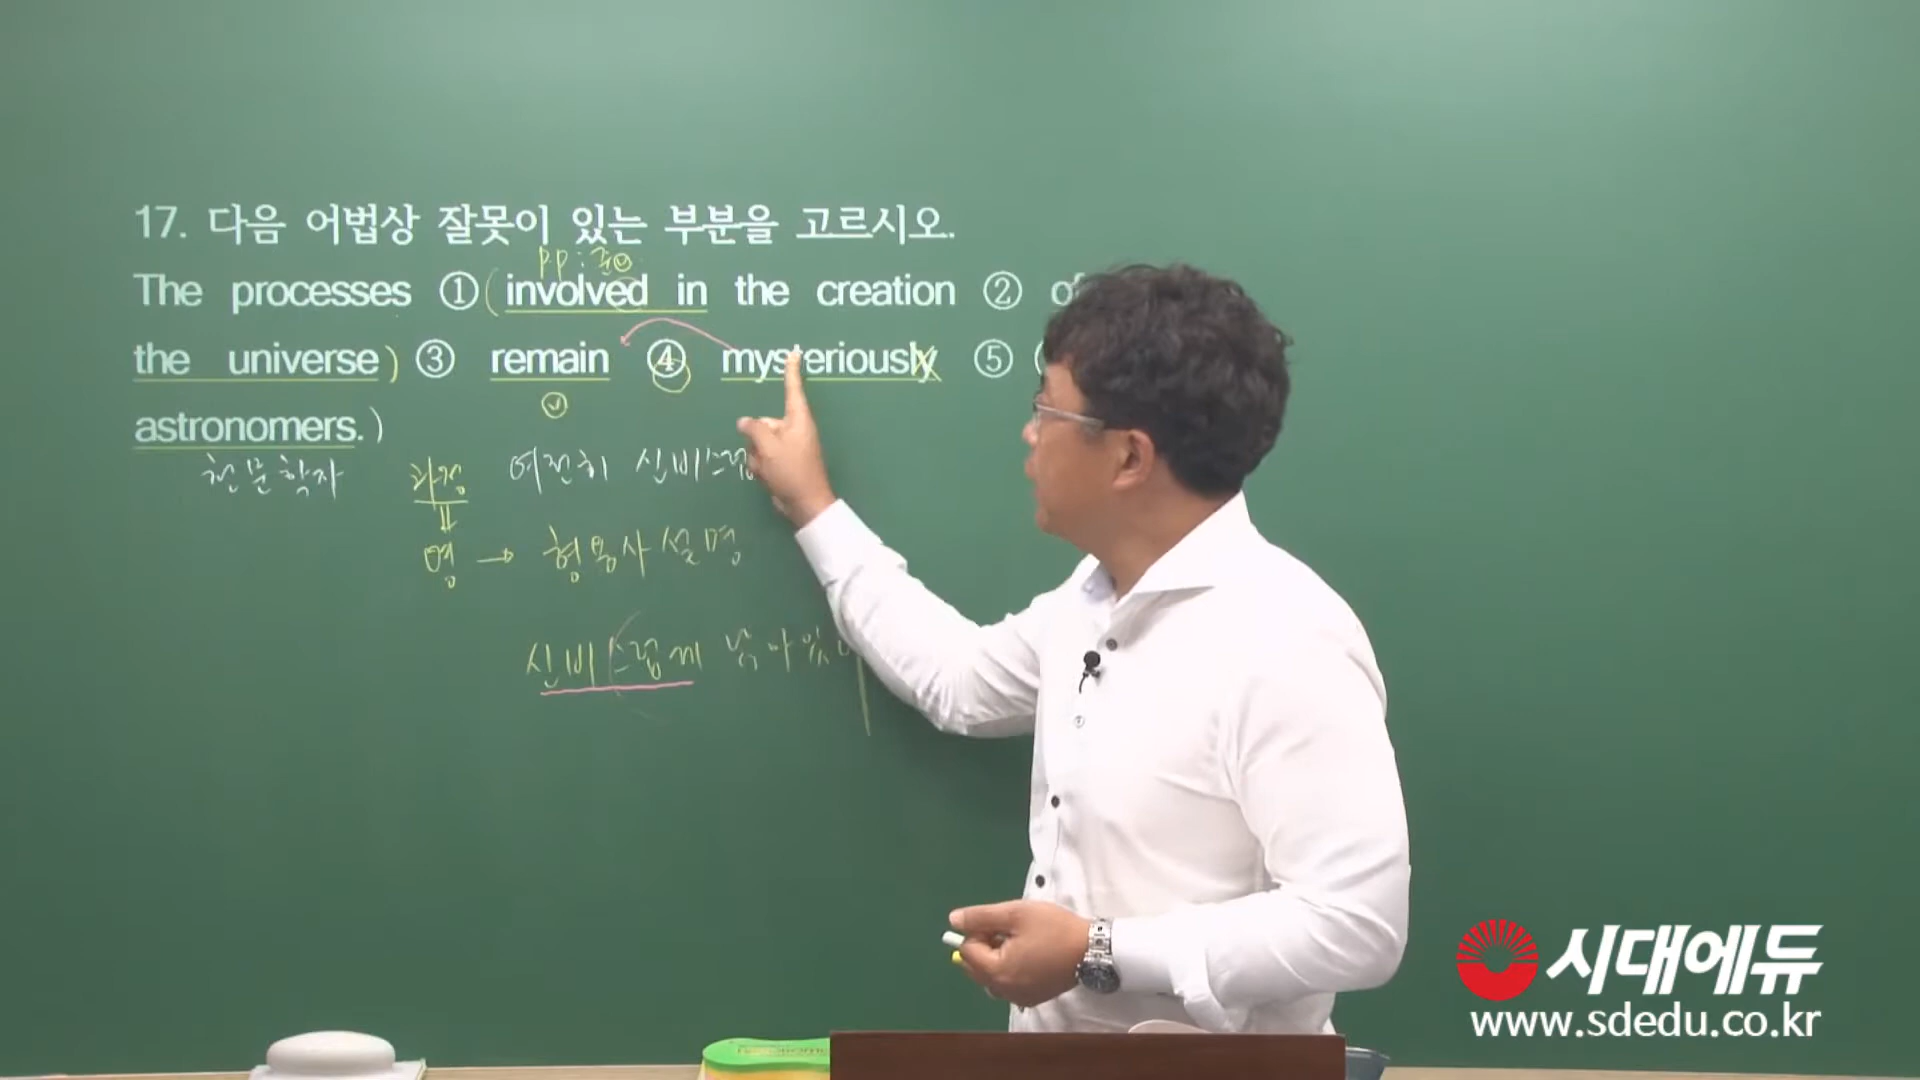 17. 다음 어법상 잘못이 있는 부분을 고르시오.
p.p :
The processes ① ( involved in the creation ② of
the universe ) ③ remain ④ mysteriously ⑤ (
astronomers. )
천문학자 과정 여전히 신비스럽
명 → 형용사 설명
신비스럽게 남아있
시대에듀
www.sdedu.co.kr